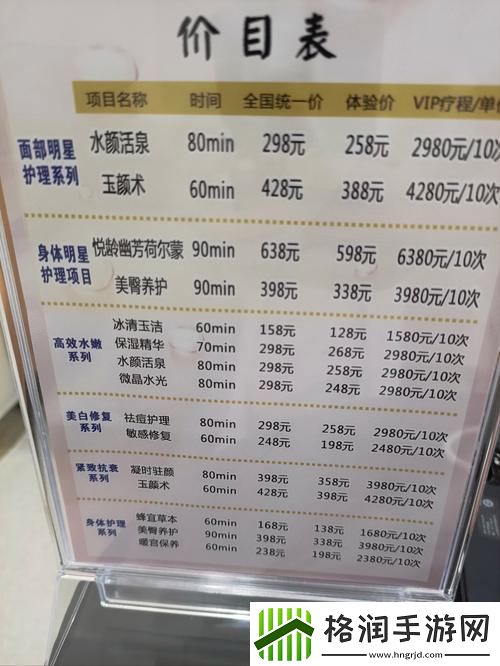 价目表
项目名称 时间 全国统一价 体验价 VIP疗程/单
面部明星
护理系列
水颜活泉 80min 298元 258元 2980元/10次
玉颜术 60min 428元 388元 4280元/10次
身体明星
护理项目
悦龄幽芳荷尔蒙 90min 638元 598元 6380元/10次
美臀养护 90min 398元 338元 3980元/10次
高效水嫩
系列
冰清玉洁 60min 158元 128元 1580元/10次
保湿精华 70min 298元 268元 2980元/10次
水颜活泉 80min 298元 258元 2980元/10次
微晶水光 80min 298元 248元 2980元/10次
美白修复
系列
祛痘护理 80min 298元 258元 2980元/10次
敏感修复 60min 248元 198元 2480元/10次
紧致抗衰
系列
凝时驻颜 80min 398元 358元 3980元/10次
玉颜术 60min 428元 398元 4280元/10次
身体护理
系列
蜂宜草本 60min 168元 138元 1680元/10次
美臀养护 90min 398元 338元 3980元/10次
暖宫保养 60min 238元 198元 2380元/10次
格润手游网
www.hngrjd.com